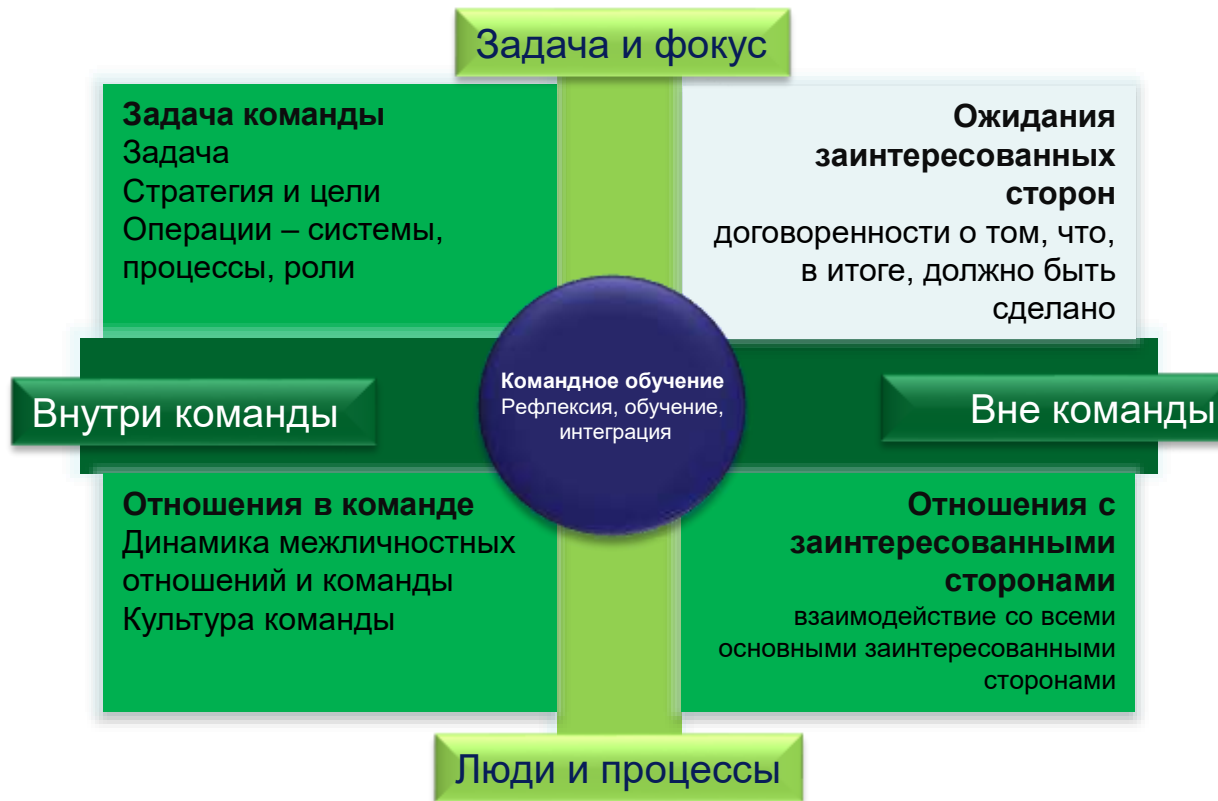 Задача и фокус
Задача команды
Задача
Стратегия и цели
Операции – системы,
процессы, роли
Ожидания
заинтересованных
сторон
договоренности о том, что,
в итоге, должно быть
сделано
Внутри команды
Командное обучение
Рефлексия, обучение,
интеграция
Вне команды
Отношения в команде
Динамика межличностных
отношений и команды
Культура команды
Отношения с
заинтересованными
сторонами
взаимодействие со всеми
основными заинтересованными
сторонами
Люди и процессы